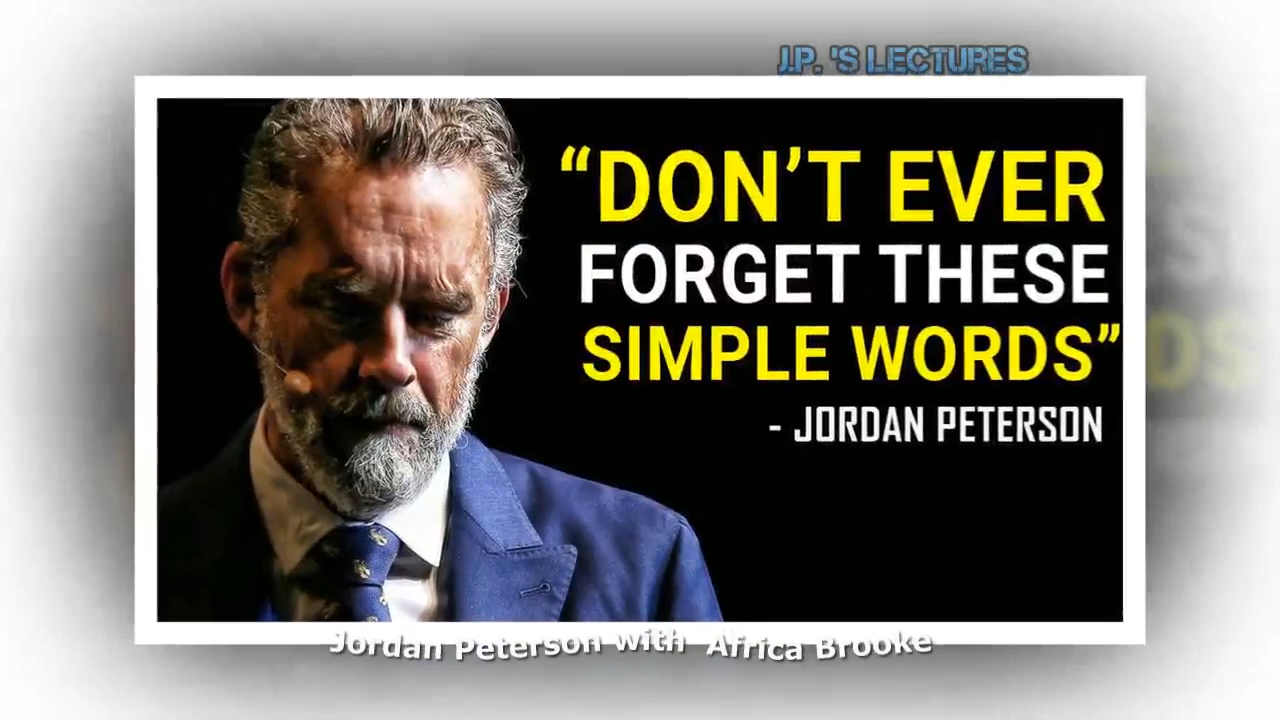 J.P. 'S LECTURES
“DON’T EVER
FORGET THESE
SIMPLE WORDS”
- JORDAN PETERSON
Jordan Peterson with Africa Brooke